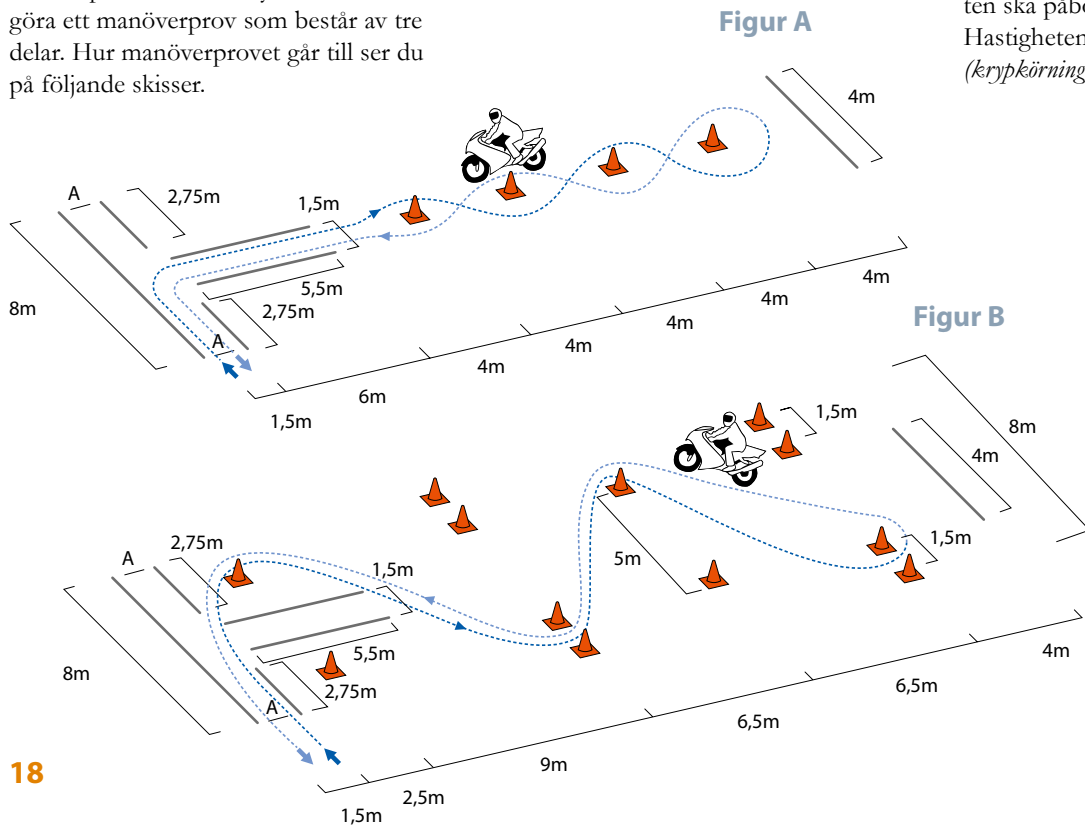 göra ett manöverprov som består av tre
delar. Hur manöverprovet går till ser du
på följande skisser.
ten ska påbö
Hastigheten
(krypkörning
Figur A
4m
A
2,75m
1,5m
8m
5,5m
2,75m
A
4m
4m
4m
4m
4m
6m
1,5m
Figur B
1,5m
8m
4m
A
2,75m
1,5m
5m
1,5m
8m
5,5m
2,75m
A
4m
6,5m
6,5m
9m
2,5m
1,5m
18